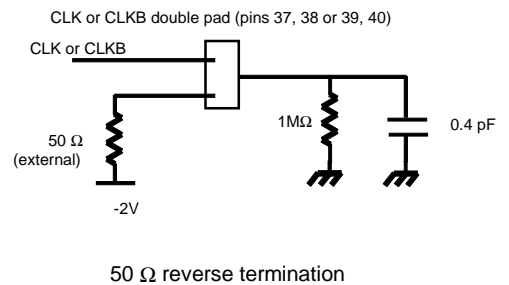 CLK or CLKB double pad (pins 37, 38 or 39, 40)
CLK or CLKB
1MΩ
0.4 pF
50 Ω
(external)
-2V
50 Ω reverse termination